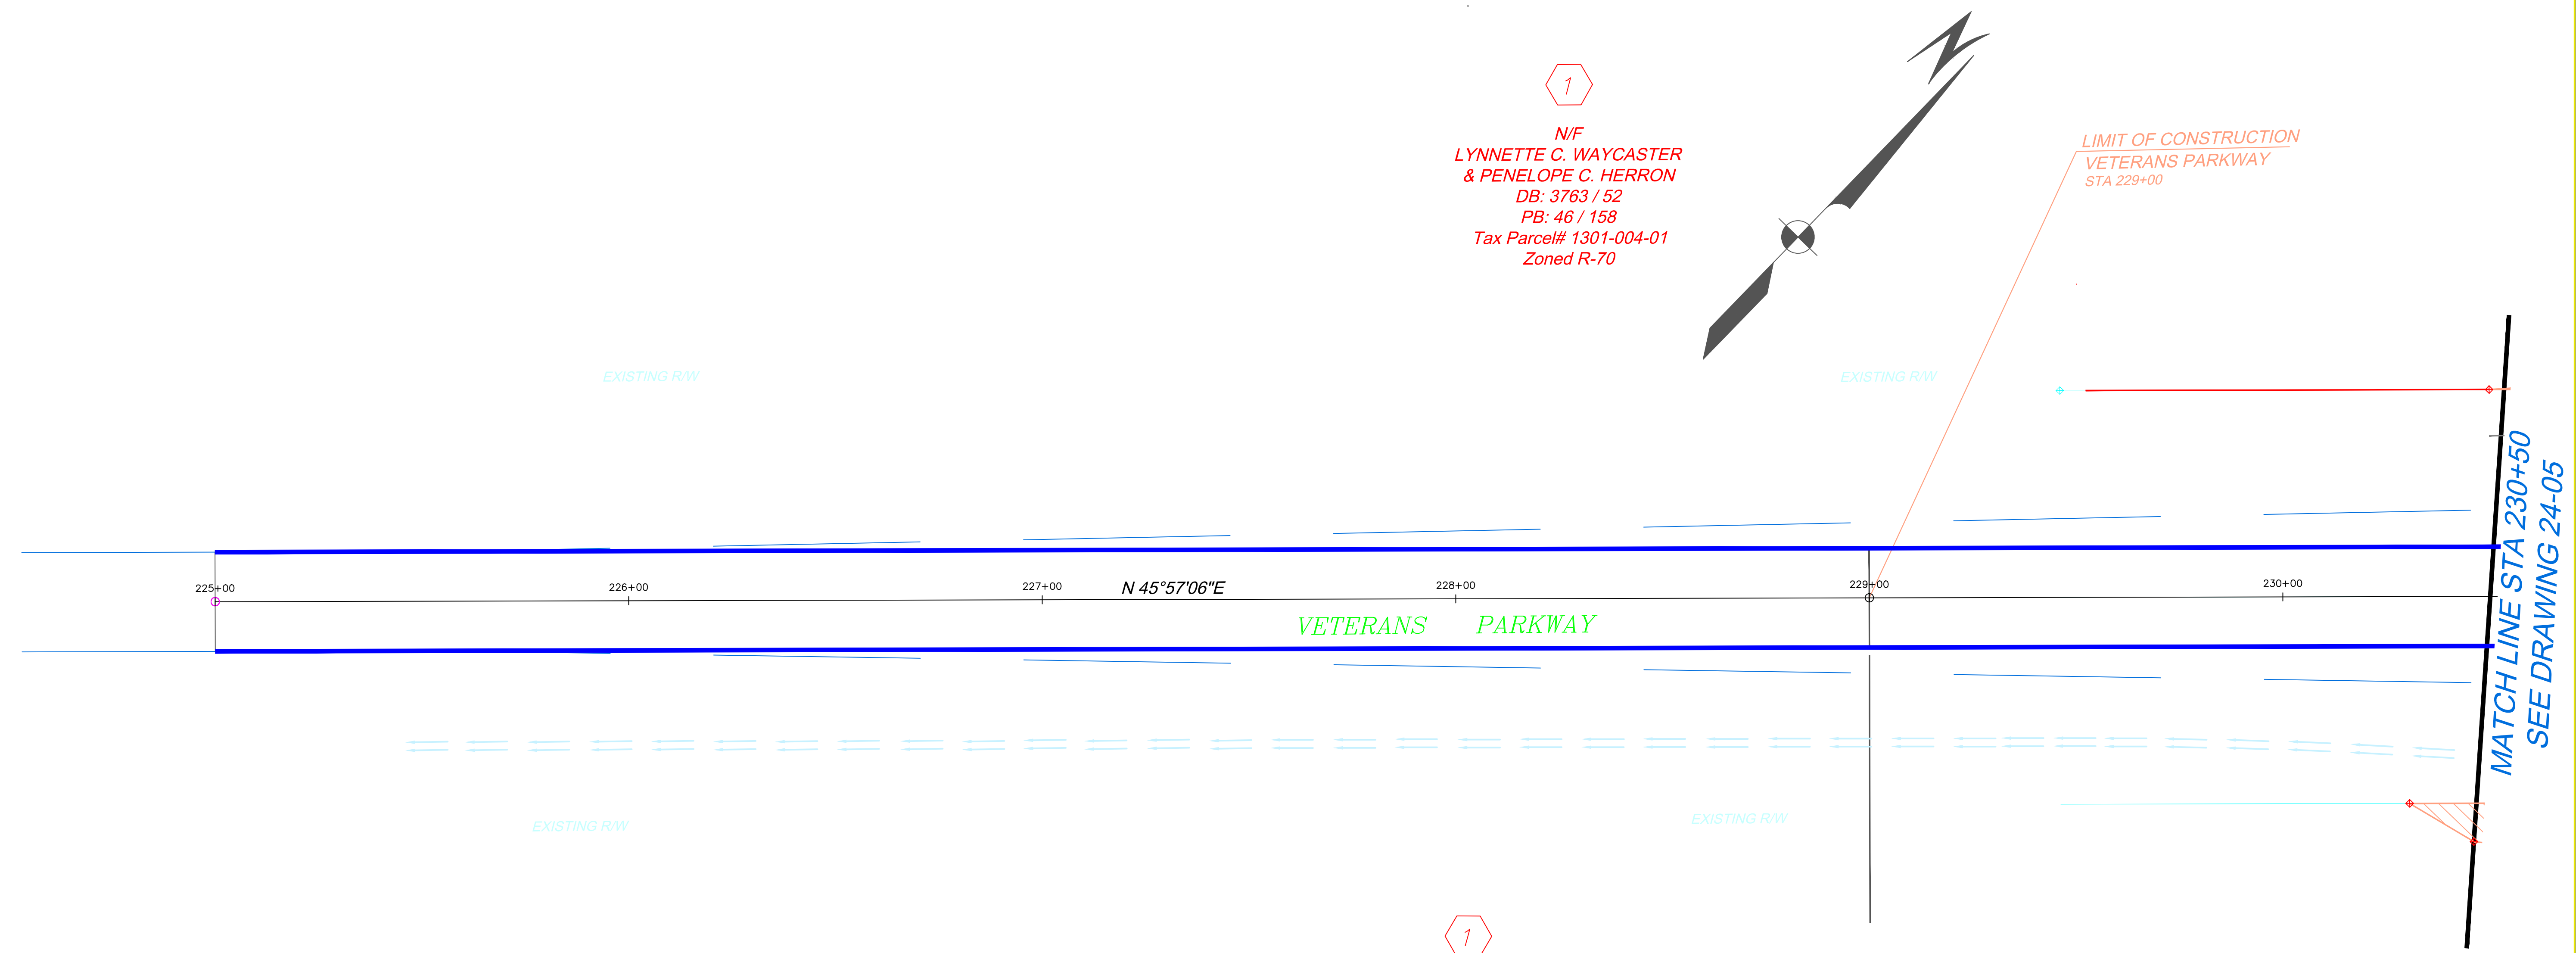 1
N/F
LYNNETTE C. WAYCASTER
& PENELOPE C. HERRON
DB: 3763 / 52
PB: 46 / 158
Tax Parcel# 1301-004-01
Zoned R-70
N
LIMIT OF CONSTRUCTION
VETERANS PARKWAY
STA 229+00
EXISTING R/W
EXISTING R/W
225+00
226+00
227+00
N 45°57'06"E
228+00
229+00
230+00
VETERANS PARKWAY
MATCH LINE STA 230+50
SEE DRAWING 24-05
EXISTING R/W
EXISTING R/W
1